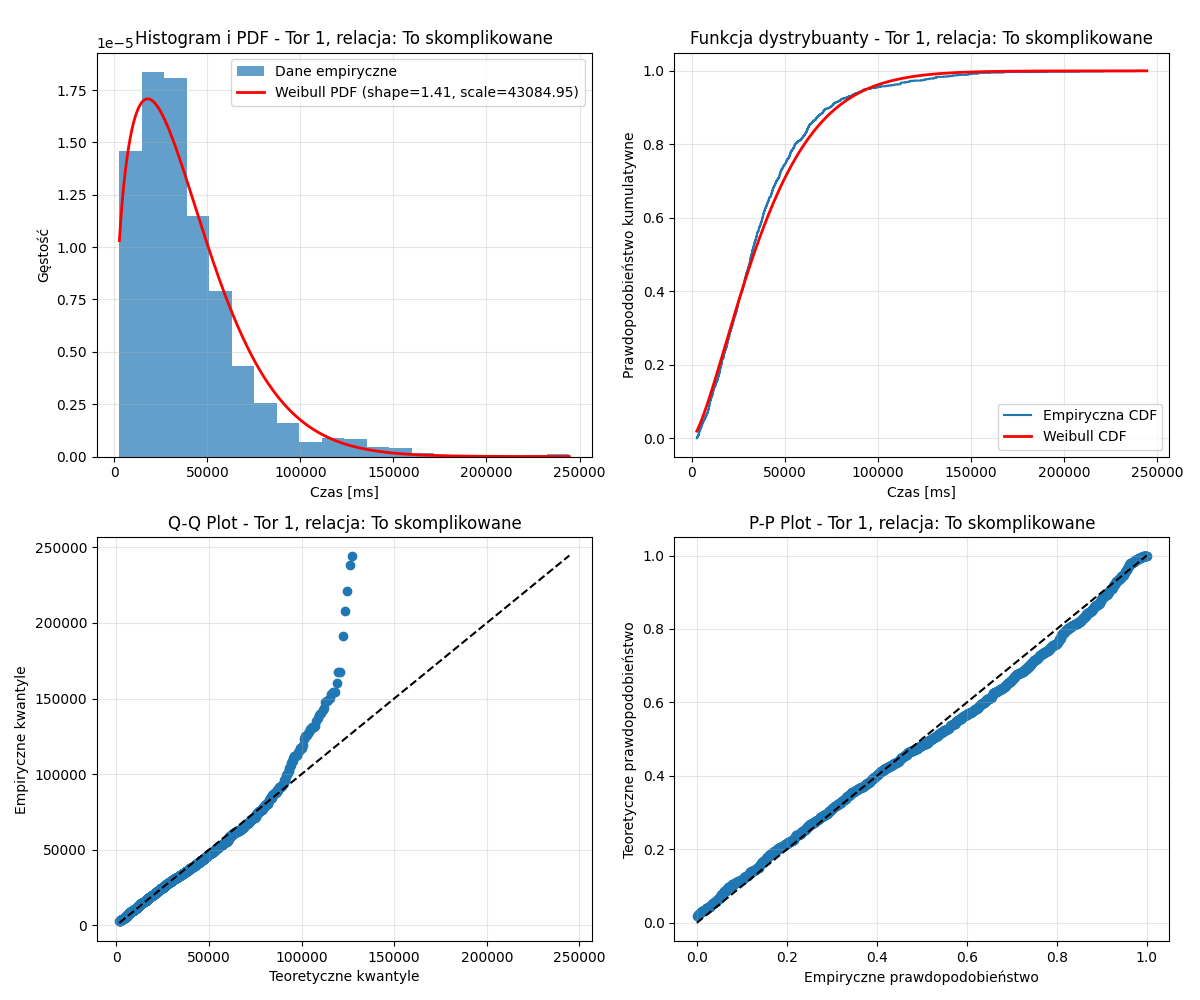 Histogram i PDF - Tor 1, relacja: To skomplikowane
1e−5
Dane empiryczne
Weibull PDF (shape=1.41, scale=43084.95)
1.75
1.50
1.25
1.00
0.75
0.50
0.25
0.00
Gęstość
0
50000
100000
150000
200000
250000
Czas [ms]
Funkcja dystrybuanty - Tor 1, relacja: To skomplikowane
1.0
0.8
0.6
0.4
0.2
0.0
Prawdopodobieństwo kumulatywne
Empiryczna CDF
Weibull CDF
0
50000
100000
150000
200000
250000
Czas [ms]
Q-Q Plot - Tor 1, relacja: To skomplikowane
250000
200000
150000
100000
50000
0
Empiryczne kwantyle
0
50000
100000
150000
200000
250000
Teoretyczne kwantyle
P-P Plot - Tor 1, relacja: To skomplikowane
1.0
0.8
0.6
0.4
0.2
0.0
Teoretyczne prawdopodobieństwo
0.0
0.2
0.4
0.6
0.8
1.0
Empiryczne prawdopodobieństwo